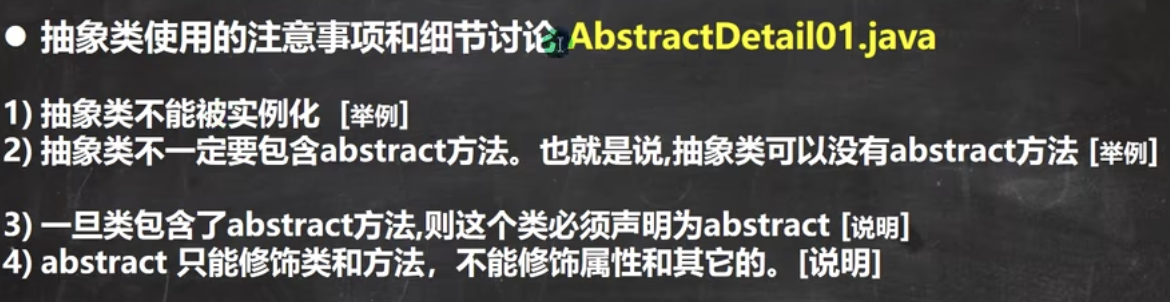 ● 抽象类使用的注意事项和细节讨论 AbstractDetail01.java
1) 抽象类不能被实例化 [举例]
2) 抽象类不一定要包含abstract方法。也就是说,抽象类可以没有abstract方法 [举例]
3) 一旦类包含了abstract方法,则这个类必须声明为abstract [说明]
4) abstract 只能修饰类和方法，不能修饰属性和其它的。[说明]